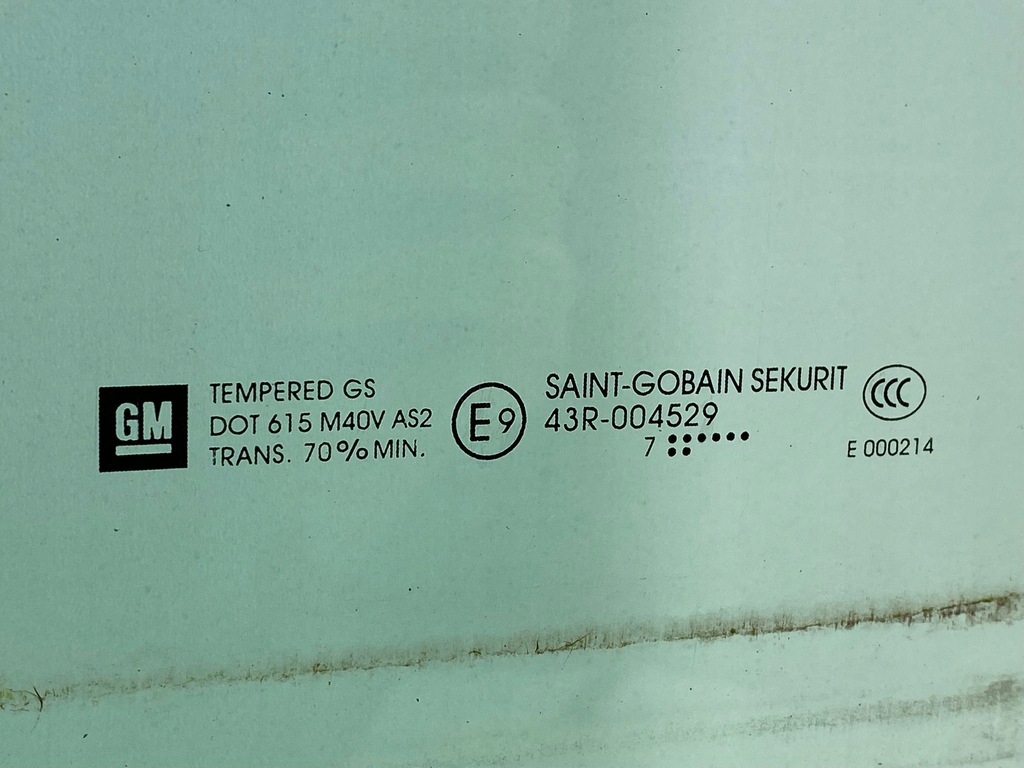 GM
TEMPERED GS
DOT 615 M40V AS2
TRANS. 70% MIN.
E9
SAINT-GOBAIN SEKURIT
43R-004529
7
CCC
E 000214